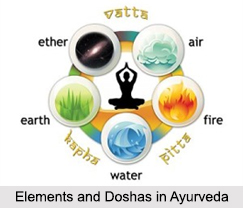 vatta
ether
air
earth
fire
kapha
pitta
water
Elements and Doshas in Ayurveda